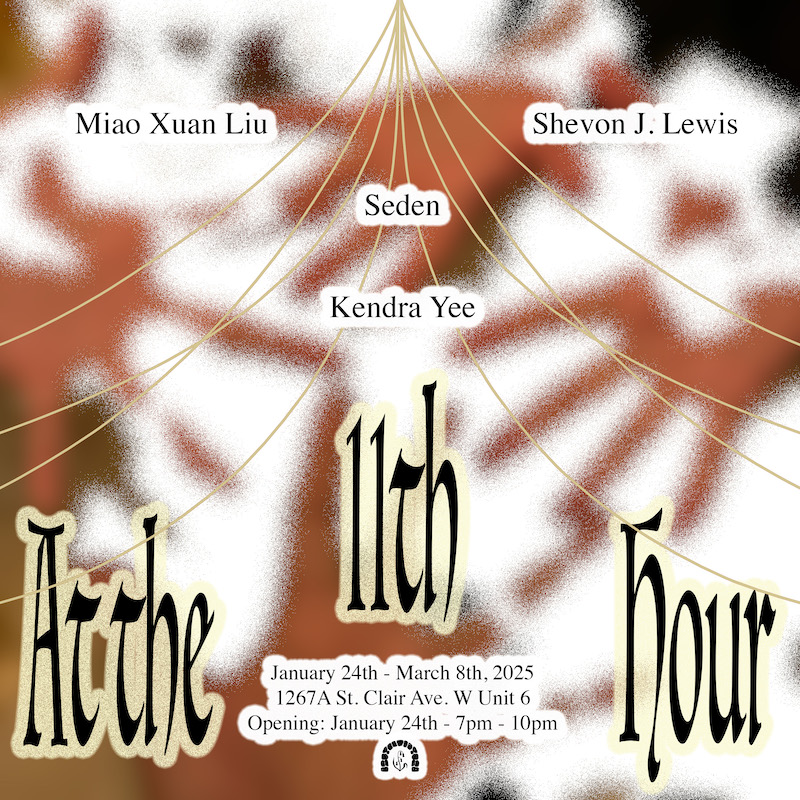 Miao Xuan Liu
Shevon J. Lewis
Seden
Kendra Yee
At the
11th
Hour
January 24th - March 8th, 2025
1267A St. Clair Ave. W Unit 6
Opening: January 24th - 7pm - 10pm